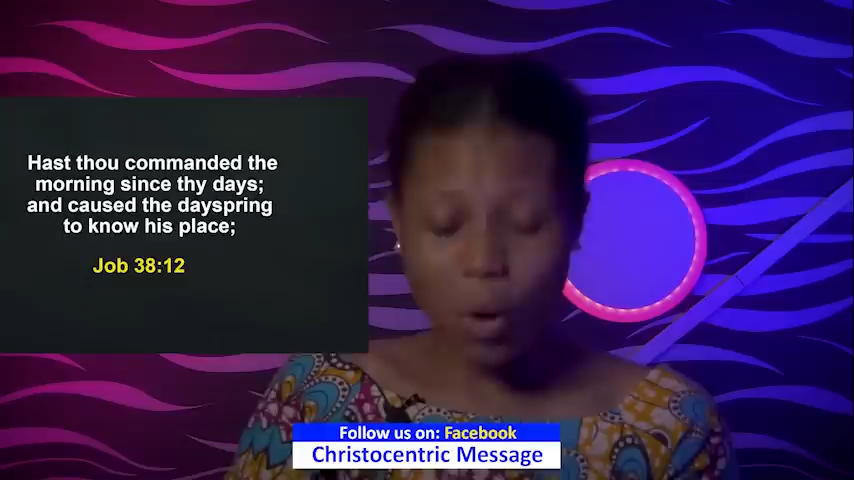 Hast thou commanded the
morning since thy days;
and caused the dayspring
to know his place;
Job 38:12
Follow us on: Facebook
Christocentric Message